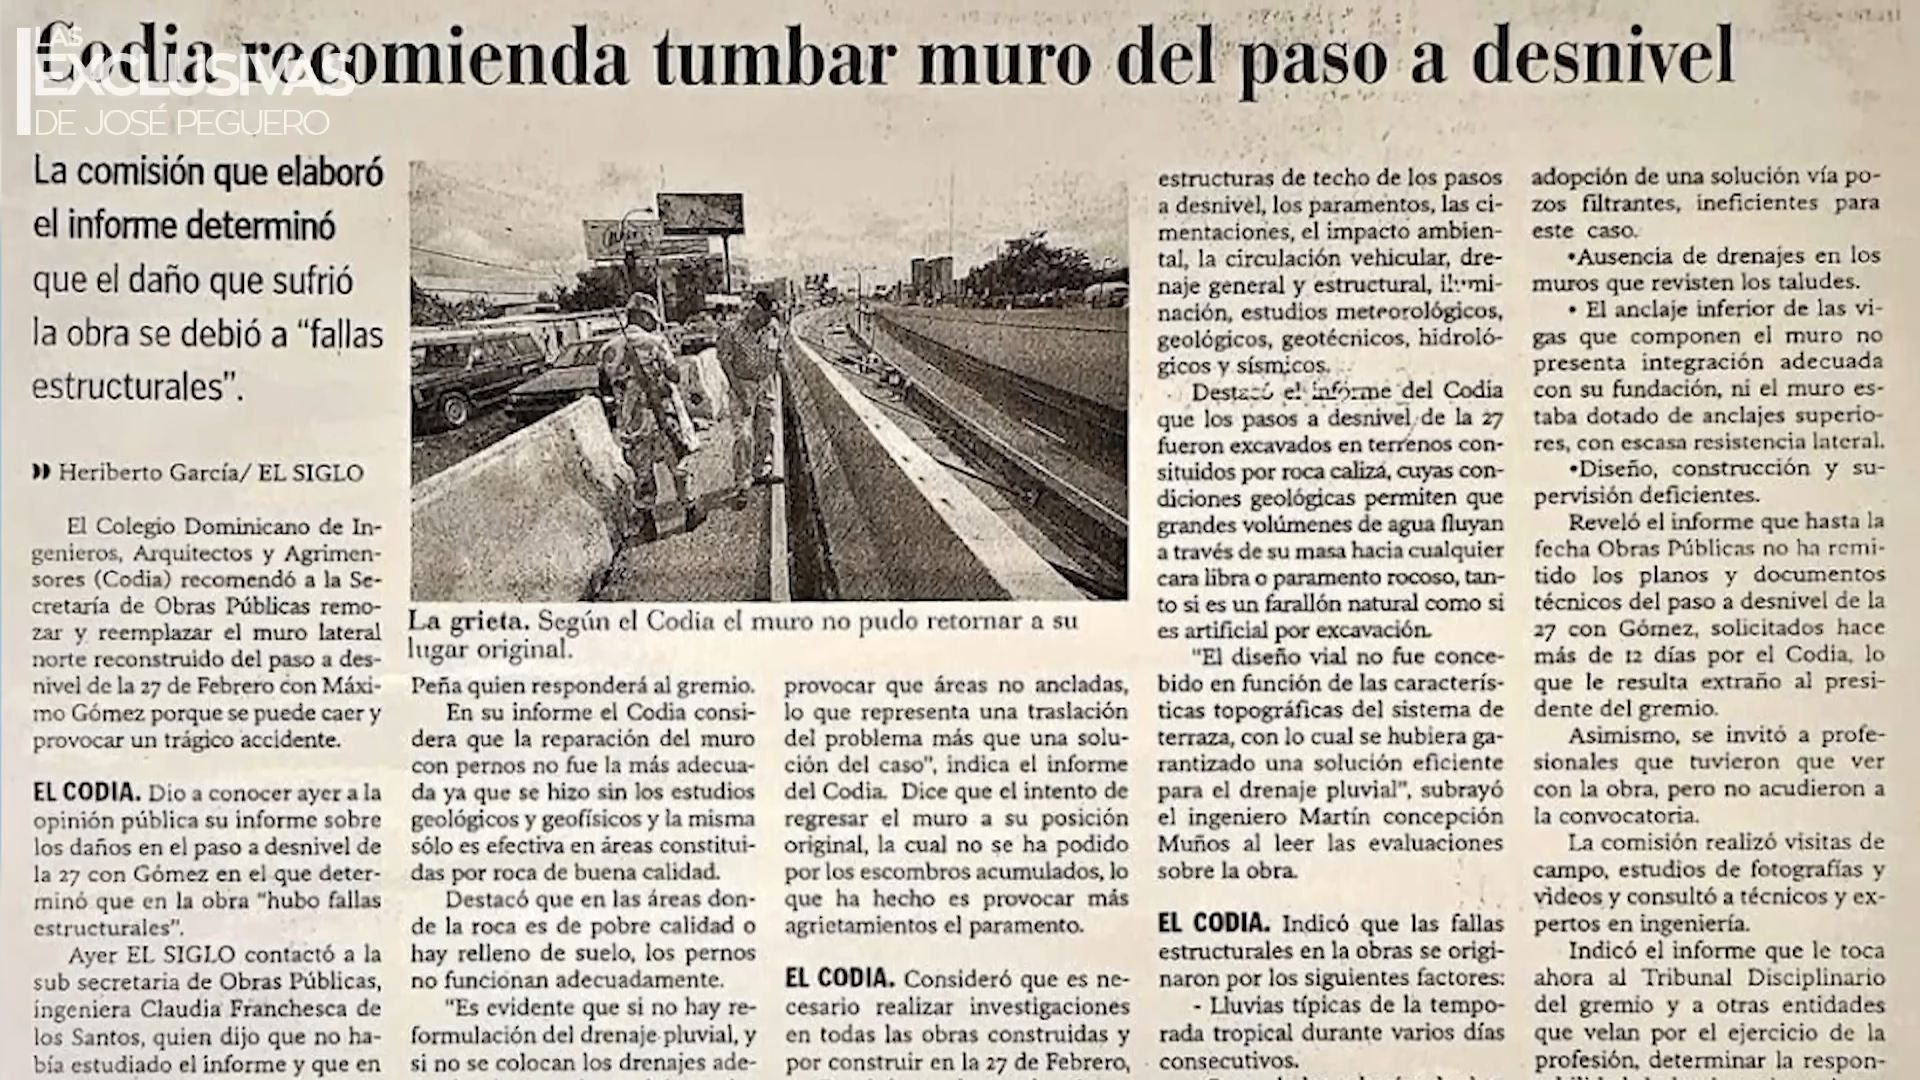 LAS
EXCLUSIVAS
DE JOSÉ PEGUERO
Codia recomienda tumbar muro del paso a desnivel
La comisión que elaboró
el informe determinó
que el daño que sufrió
la obra se debió a “fallas
estructurales”.
Heriberto García/ EL SIGLO
El Colegio Dominicano de In-
genieros, Arquitectos y Agrimen-
sores (Codia) recomendó a la Se-
cretaría de Obras Públicas remo-
zar y reemplazar el muro lateral
norte reconstruido del paso a des-
nivel de la 27 de Febrero con Máxi-
mo Gómez porque se puede caer y
provocar un trágico accidente.
EL CODIA. Dio a conocer ayer a la
opinión pública su informe sobre
los daños en el paso a desnivel de
la 27 con Gómez en el que deter-
minó que en la obra “hubo fallas
estructurales”.
Ayer EL SIGLO contactó a la
sub secretaria de Obras Públicas,
ingeniera Claudia Franchesca de
los Santos, quien dijo que no ha-
bía estudiado el informe y que en
La grieta. Según el Codia el muro no pudo retornar a su
lugar original.
Peña quien responderá al gremio.
En su informe el Codia consi-
dera que la reparación del muro
con pernos no fue la más adecua-
da ya que se hizo sin los estudios
geológicos y geofísicos y la misma
sólo es efectiva en áreas constitui-
das por roca de buena calidad.
Destacó que en las áreas don-
de la roca es de pobre calidad o
hay relleno de suelo, los pernos
no funcionan adecuadamente.
"Es evidente que si no hay re-
formulación del drenaje pluvial, y
si no se colocan los drenajes ade-
provocar que áreas no ancladas,
lo que representa una traslación
del problema más que una solu-
ción del caso", indica el informe
del Codia. Dice que el intento de
regresar el muro a su posición
original, la cual no se ha podido
por los escombros acumulados, lo
que ha hecho es provocar más
agrietamientos el paramento.
EL CODIA. Consideró que es ne-
cesario realizar investigaciones
en todas las obras construidas y
por construir en la 27 de Febrero,
estructuras de techo de los pasos
a desnivel, los paramentos, las ci-
mentaciones, el impacto ambien-
tal, la circulación vehicular, dre-
naje general y estructural, ilumi-
nación, estudios meteorológicos,
geológicos, geotécnicos, hidroló-
gicos y sísmicos.
Destacó el informe del Codia
que los pasos a desnivel de la 27
fueron excavados en terrenos con-
situidos por roca caliza, cuyas con-
diciones geológicas permiten que
grandes volúmenes de agua fluyan
a través de su masa hacia cualquier
cara libra o paramento rocoso, tan-
to si es un farallón natural como si
es artificial por excavación.
"El diseño vial no fue conce-
bido en función de las caracterís-
ticas topográficas del sistema de
terraza, con lo cual se hubiera ga-
rantizado una solución eficiente
para el drenaje pluvial", subrayó
el ingeniero Martín concepción
Muños al leer las evaluaciones
sobre la obra.
EL CODIA. Indicó que las fallas
estructurales en la obras se origi-
naron por los siguientes factores:
- Lluvias típicas de la tempo-
rada tropical durante varios días
consecutivos.
adopción de una solución vía po-
zos filtrantes, ineficientes para
este caso.
•Ausencia de drenajes en los
muros que revisten los taludes.
• El anclaje inferior de las vi-
gas que componen el muro no
presenta integración adecuada
con su fundación, ni el muro es-
taba dotado de anclajes superio-
res, con escasa resistencia lateral.
•Diseño, construcción y su-
pervisión deficientes.
Reveló el informe que hasta la
fecha Obras Públicas no ha remi-
tido los planos y documentos
técnicos del paso a desnivel de la
27 con Gómez, solicitados hace
más de 12 días por el Codia, lo
que le resulta extraño al presi-
dente del gremio.
Asimismo, se invitó a profe-
sionales que tuvieron que ver
con la obra, pero no acudieron a
la convocatoria.
La comisión realizó visitas de
campo, estudios de fotografías y
videos y consultó a técnicos y ex-
pertos en ingeniería.
Indicó el informe que le toca
ahora al Tribunal Disciplinario
del gremio y a otras entidades
que velan por el ejercicio de la
profesión, determinar la respon-